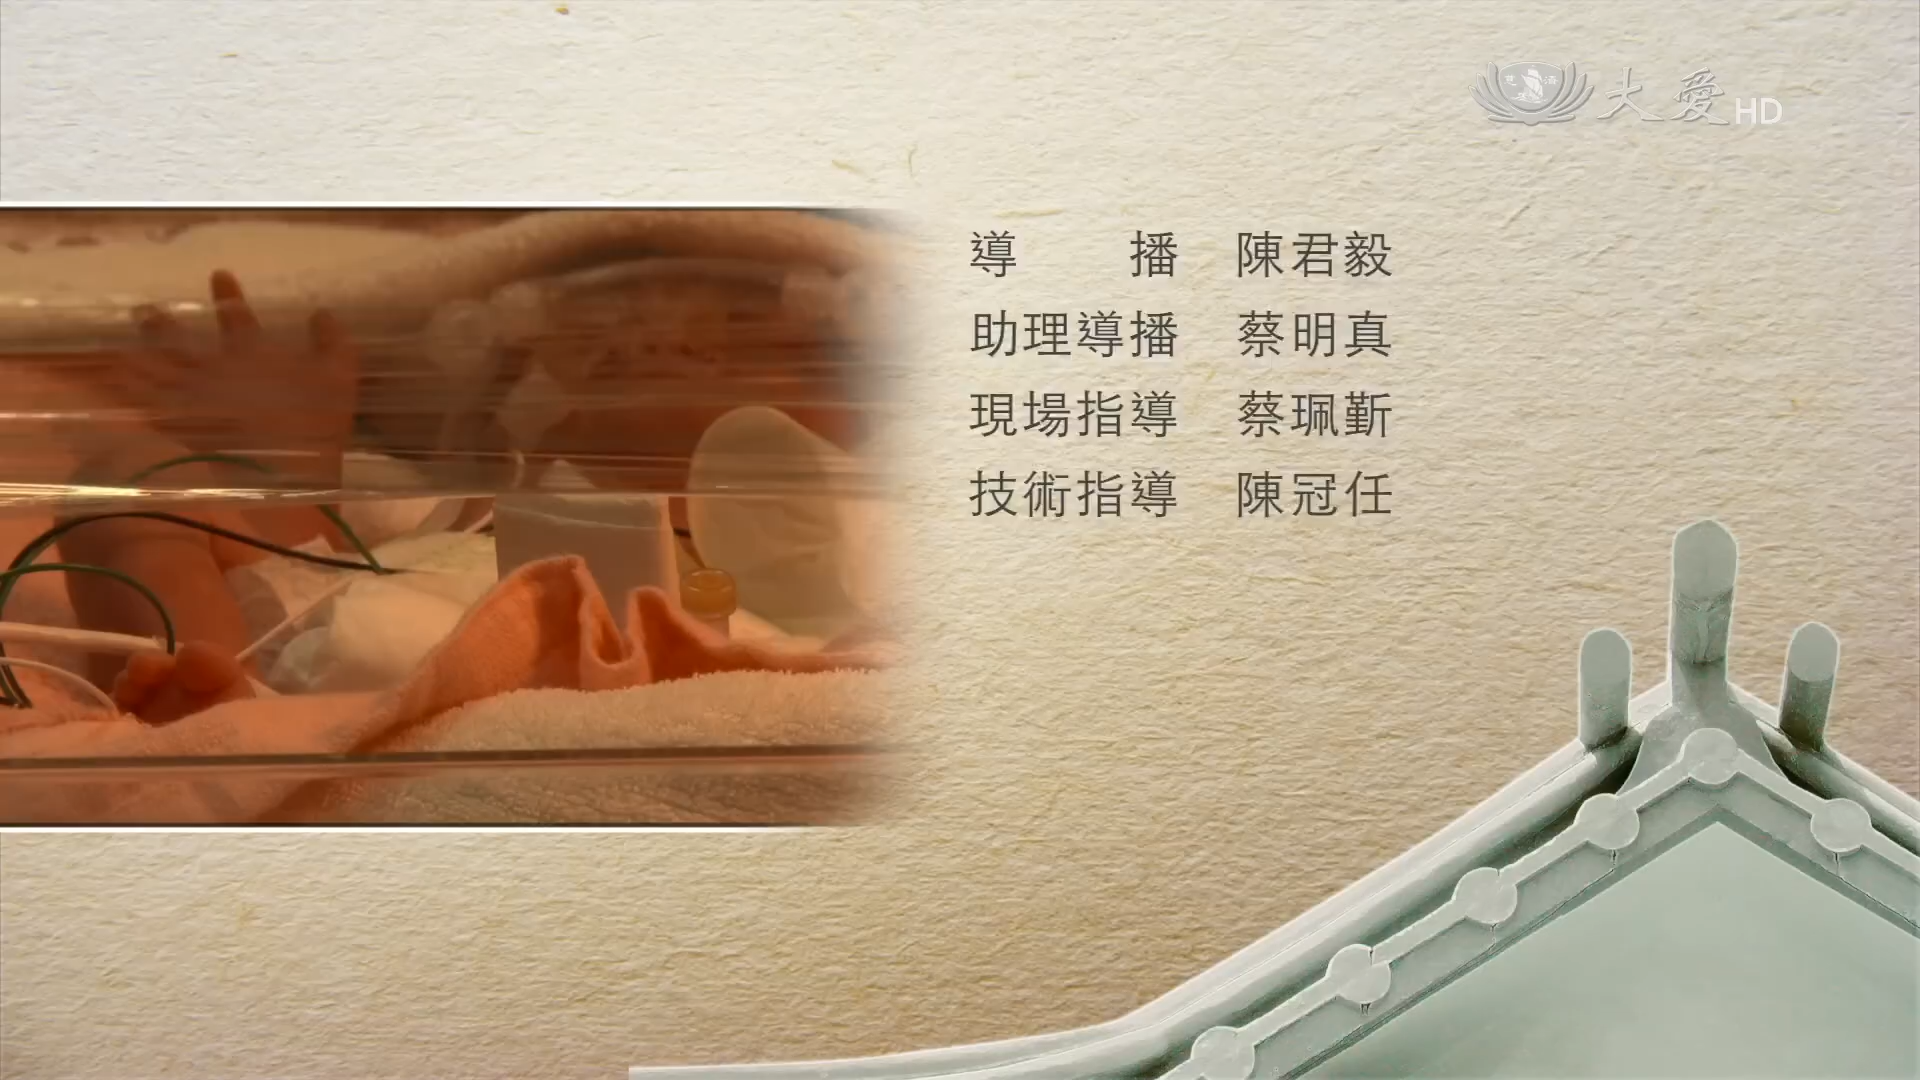 大愛HD
導　　播　陳君毅
助理導播　蔡明真
現場指導　蔡珮斳
技術指導　陳冠任